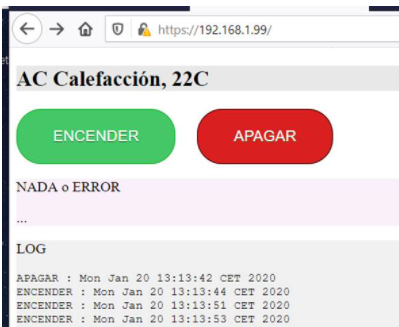 https://192.168.1.99/
AC Calefacción, 22C
ENCENDER
APAGAR
NADA o ERROR
...
LOG
APAGAR : Mon Jan 20 13:13:42 CET 2020
ENCENDER : Mon Jan 20 13:13:44 CET 2020
ENCENDER : Mon Jan 20 13:13:51 CET 2020
ENCENDER : Mon Jan 20 13:13:53 CET 2020